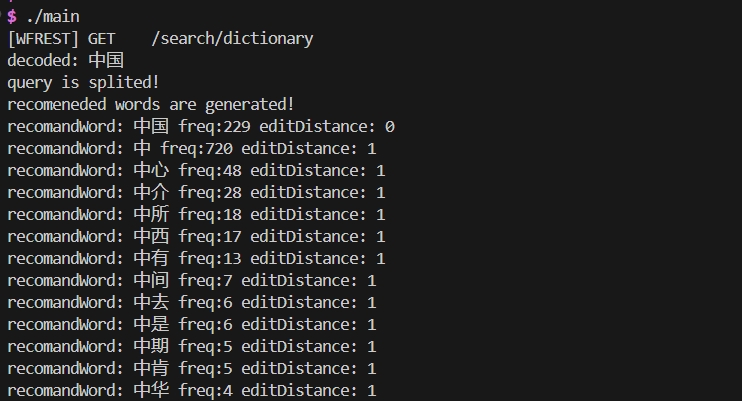 $ ./main
[WFREST] GET    /search/dictionary
decoded: 中国
query is splited!
recomeneded words are generated!
recomandWord: 中国 freq:229 editDistance: 0
recomandWord: 中 freq:720 editDistance: 1
recomandWord: 中心 freq:48 editDistance: 1
recomandWord: 中介 freq:28 editDistance: 1
recomandWord: 中所 freq:18 editDistance: 1
recomandWord: 中西 freq:17 editDistance: 1
recomandWord: 中有 freq:13 editDistance: 1
recomandWord: 中间 freq:7 editDistance: 1
recomandWord: 中去 freq:6 editDistance: 1
recomandWord: 中是 freq:6 editDistance: 1
recomandWord: 中期 freq:5 editDistance: 1
recomandWord: 中肯 freq:5 editDistance: 1
recomandWord: 中华 freq:4 editDistance: 1